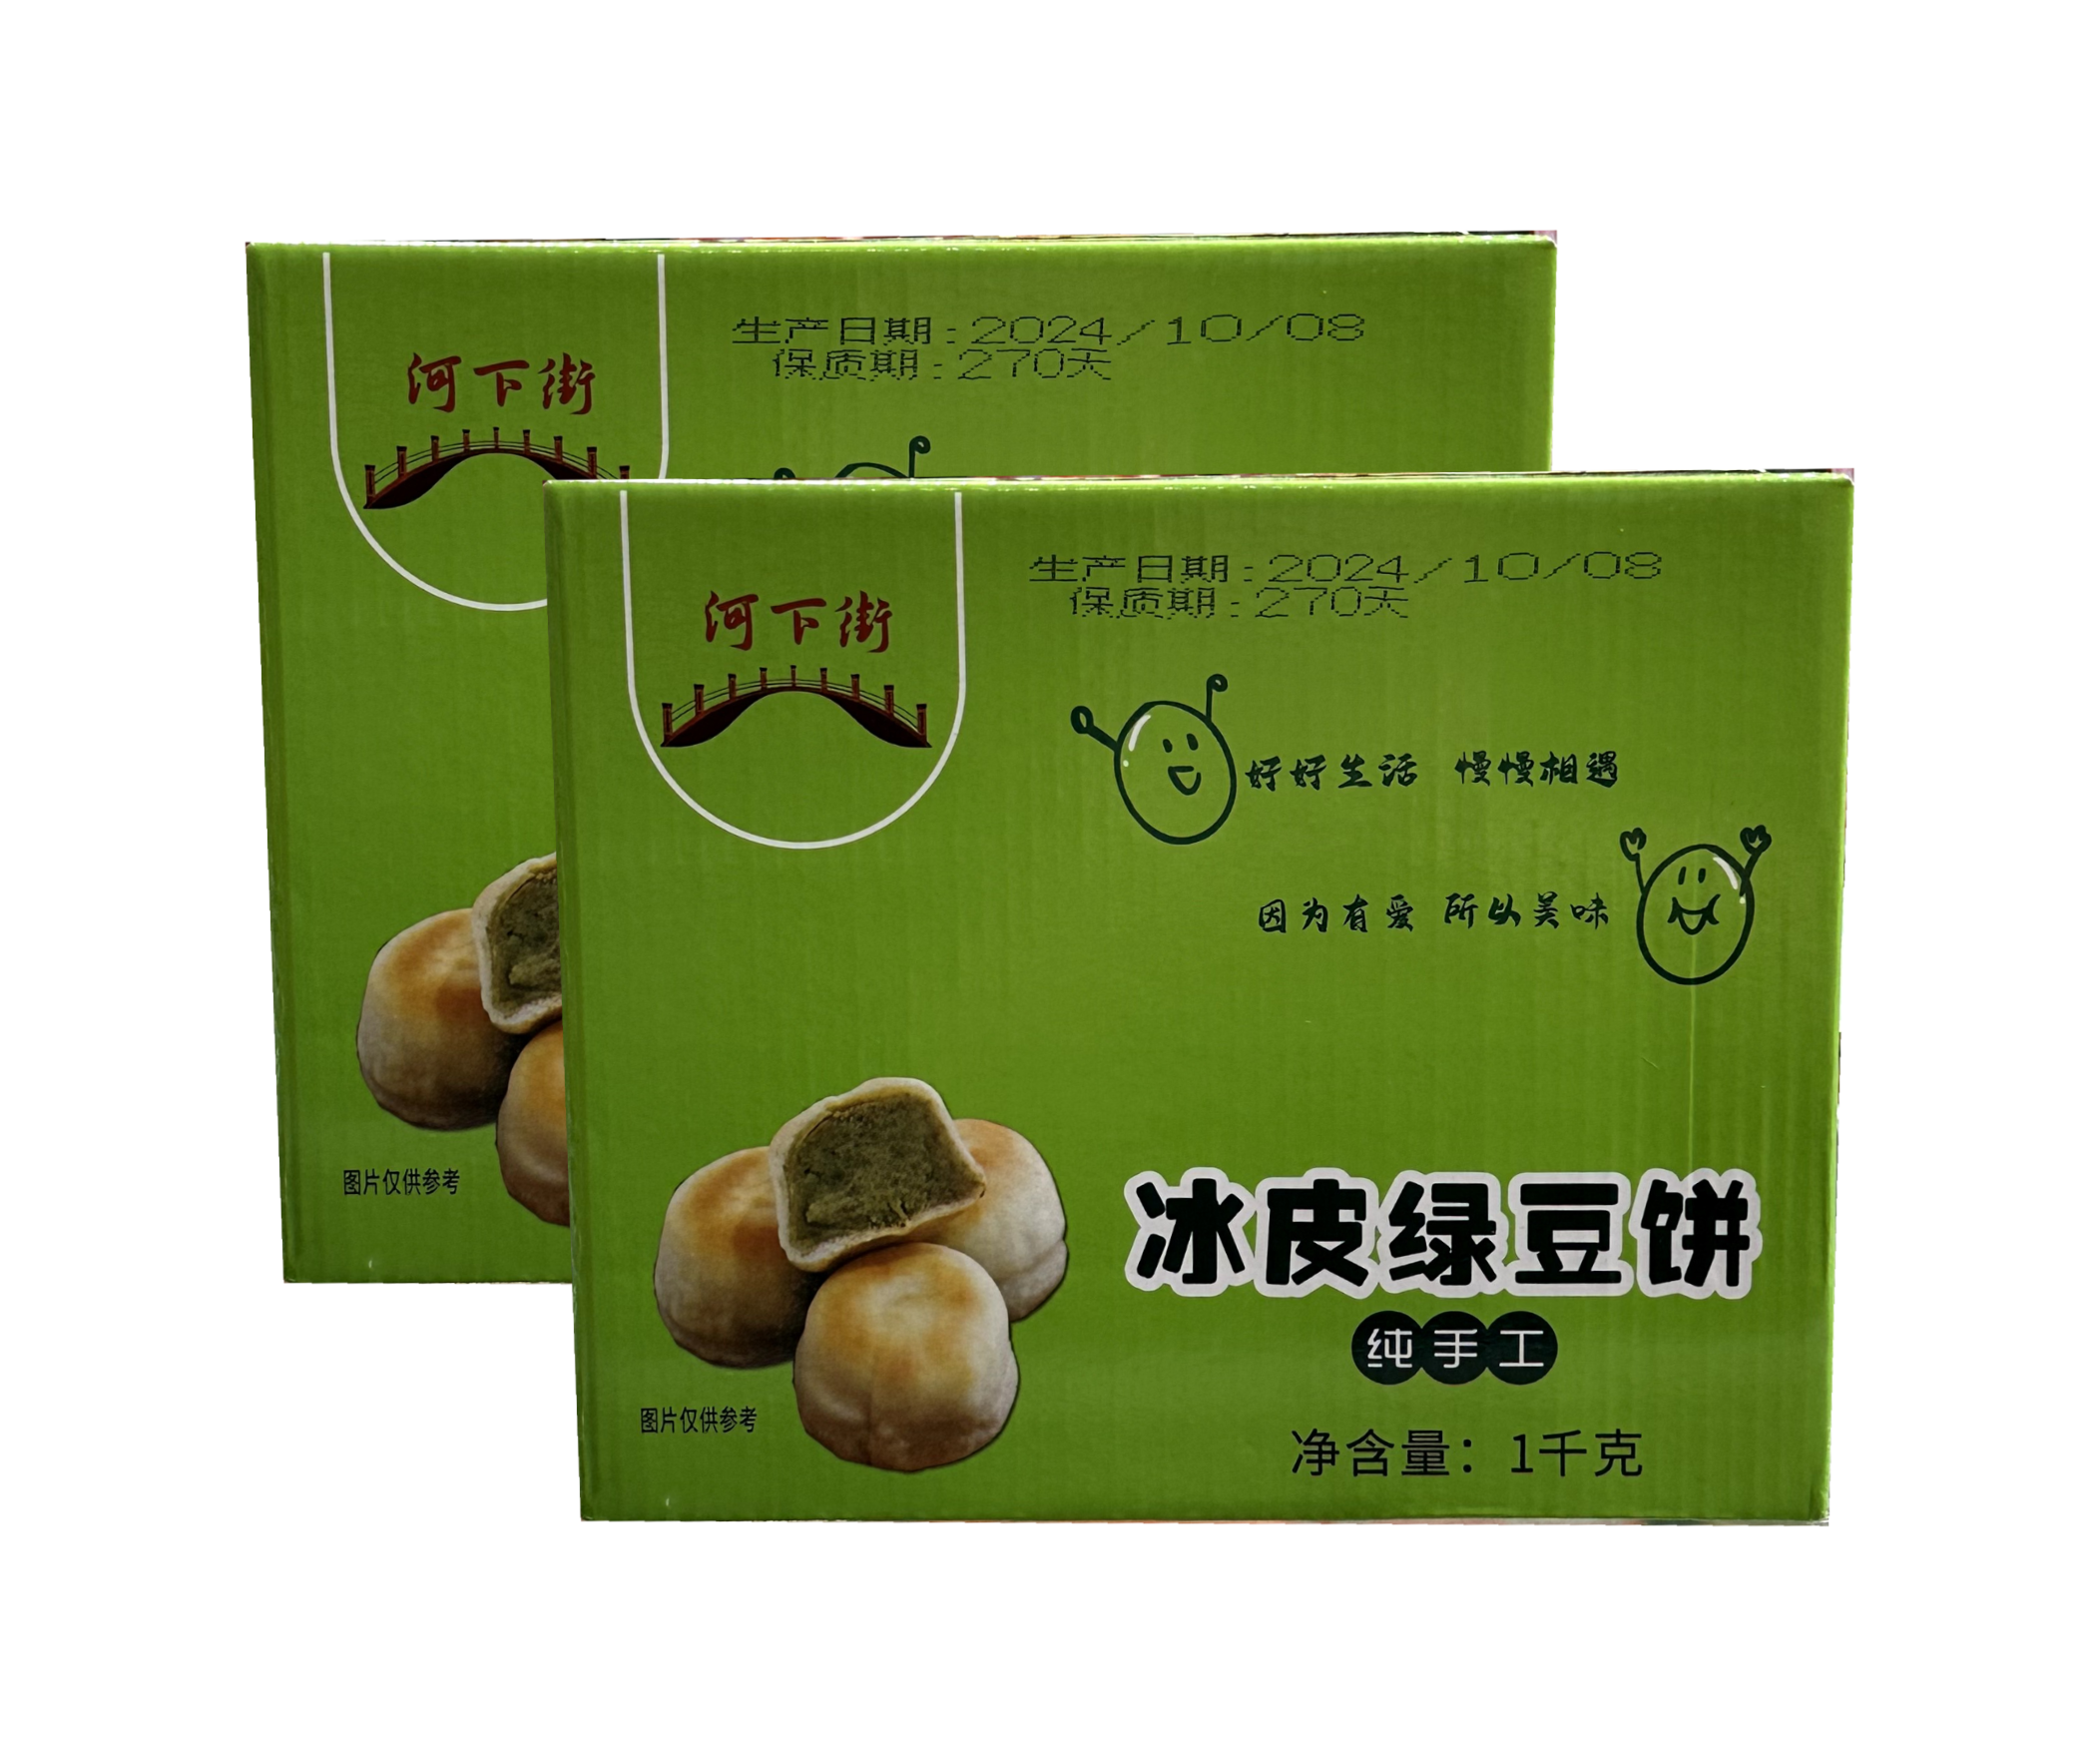 生产日期:2024/10/08
保质期:270天
河下街
图片仅供参考
生产日期:2024/10/08
保质期:270天
河下街
好好生活 慢慢相遇
因为有爱 所以美味
冰皮绿豆饼
纯手工
图片仅供参考
净含量：1千克